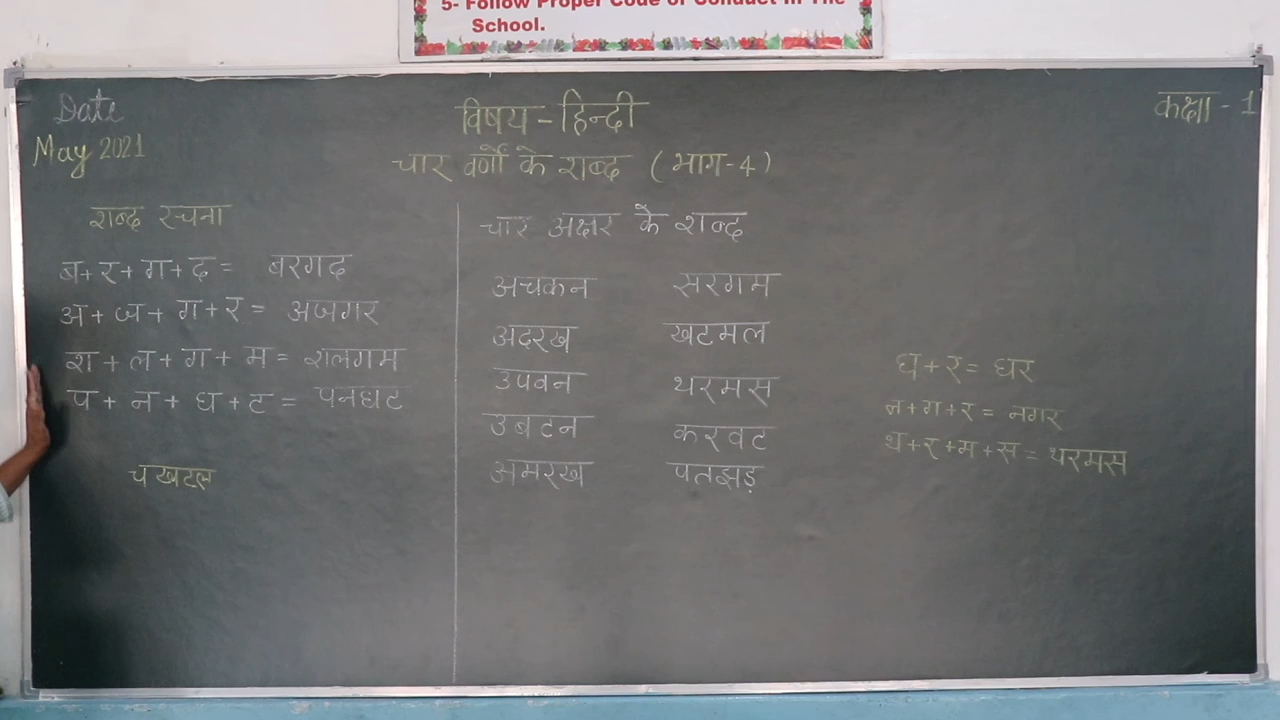 5- Follow Proper Code of Conduct in The
School.
Date
May 2021
विषय - हिन्दी
कक्षा - 1
चार वर्णो के शब्द ( भाग-4 )
शब्द रचना
ब+ र + ग + द = बरगद
अ + ज + ग + र = अजगर
श + ल + ग + म = शलगम
प + न + घ + ट = पनघट
चखटल
चार अक्षर के शब्द
अचकन सरगम
अदरख खटमल
उपवन थरमस
उबटन करवट
अमरख पतझड़
घ + र = घर
न + ग + र = नगर
थ + र + म + स = थरमस